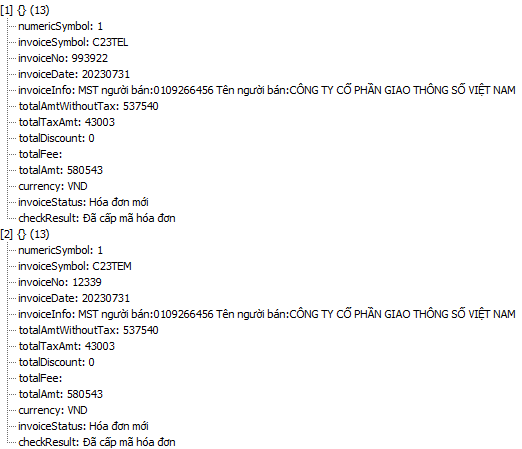 [1] {} (13)
numericSymbol: 1
invoiceSymbol: C23TEL
invoiceNo: 993922
invoiceDate: 20230731
invoiceInfo: MST người bán:0109266456 Tên người bán:CÔNG TY CỔ PHẦN GIAO THÔNG SỐ VIỆT NAM
totalAmtWithoutTax: 537540
totalTaxAmt: 43003
totalDiscount: 0
totalFee:
totalAmt: 580543
currency: VND
invoiceStatus: Hóa đơn mới
checkResult: Đã cấp mã hóa đơn
[2] {} (13)
numericSymbol: 1
invoiceSymbol: C23TEM
invoiceNo: 12339
invoiceDate: 20230731
invoiceInfo: MST người bán:0109266456 Tên người bán:CÔNG TY CỔ PHẦN GIAO THÔNG SỐ VIỆT NAM
totalAmtWithoutTax: 537540
totalTaxAmt: 43003
totalDiscount: 0
totalFee:
totalAmt: 580543
currency: VND
invoiceStatus: Hóa đơn mới
checkResult: Đã cấp mã hóa đơn